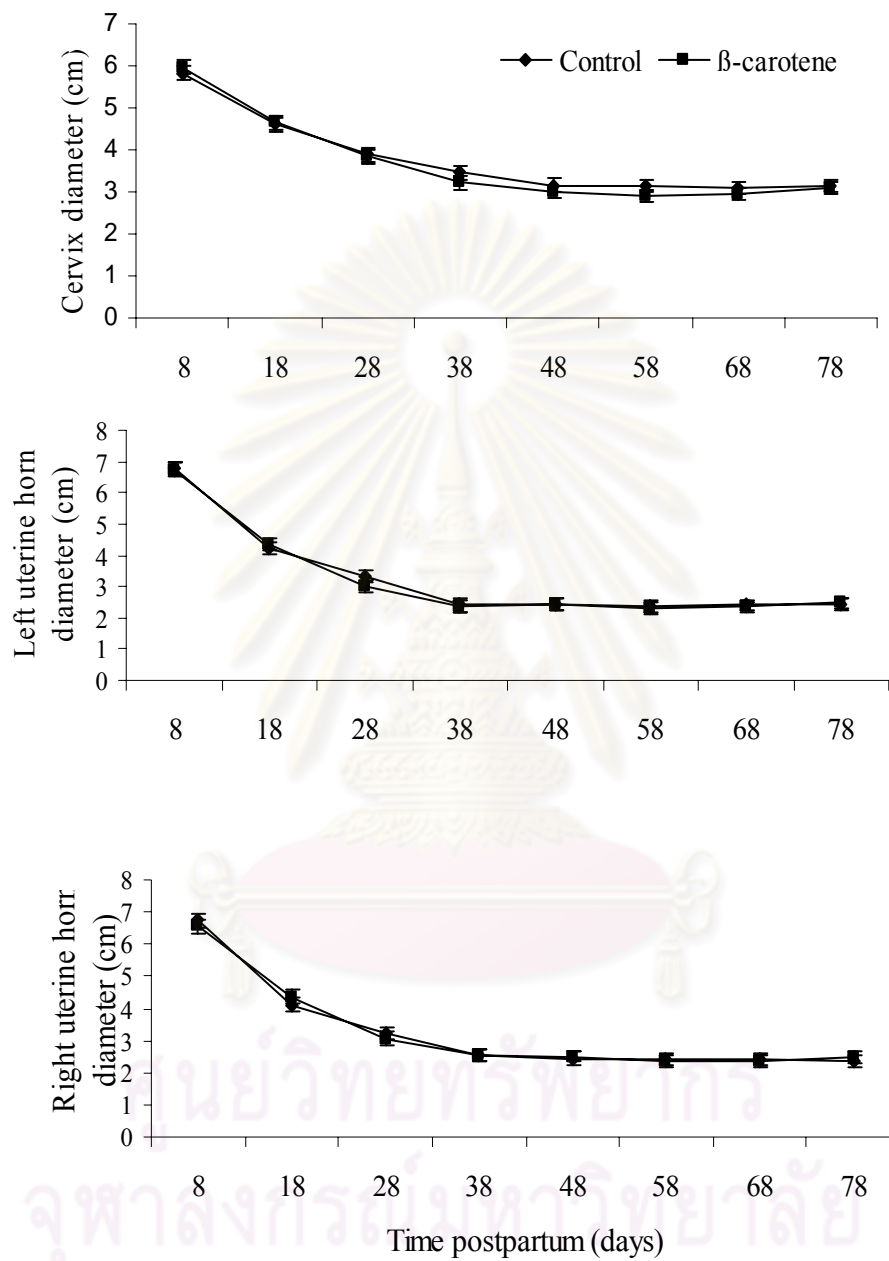 Control
ß-carotene
Cervix diameter (cm)
7
6
5
4
3
2
1
0
8 18 28 38 48 58 68 78
Left uterine horn
diameter (cm)
8
7
6
5
4
3
2
1
0
8 18 28 38 48 58 68 78
Right uterine horr
diameter (cm)
8
7
6
5
4
3
2
1
0
8 18 28 38 48 58 68 78
Time postpartum (days)
ศูนย์วิทยทรัพยากร
จุฬาลงกรณ์มหาวิทยาลัย